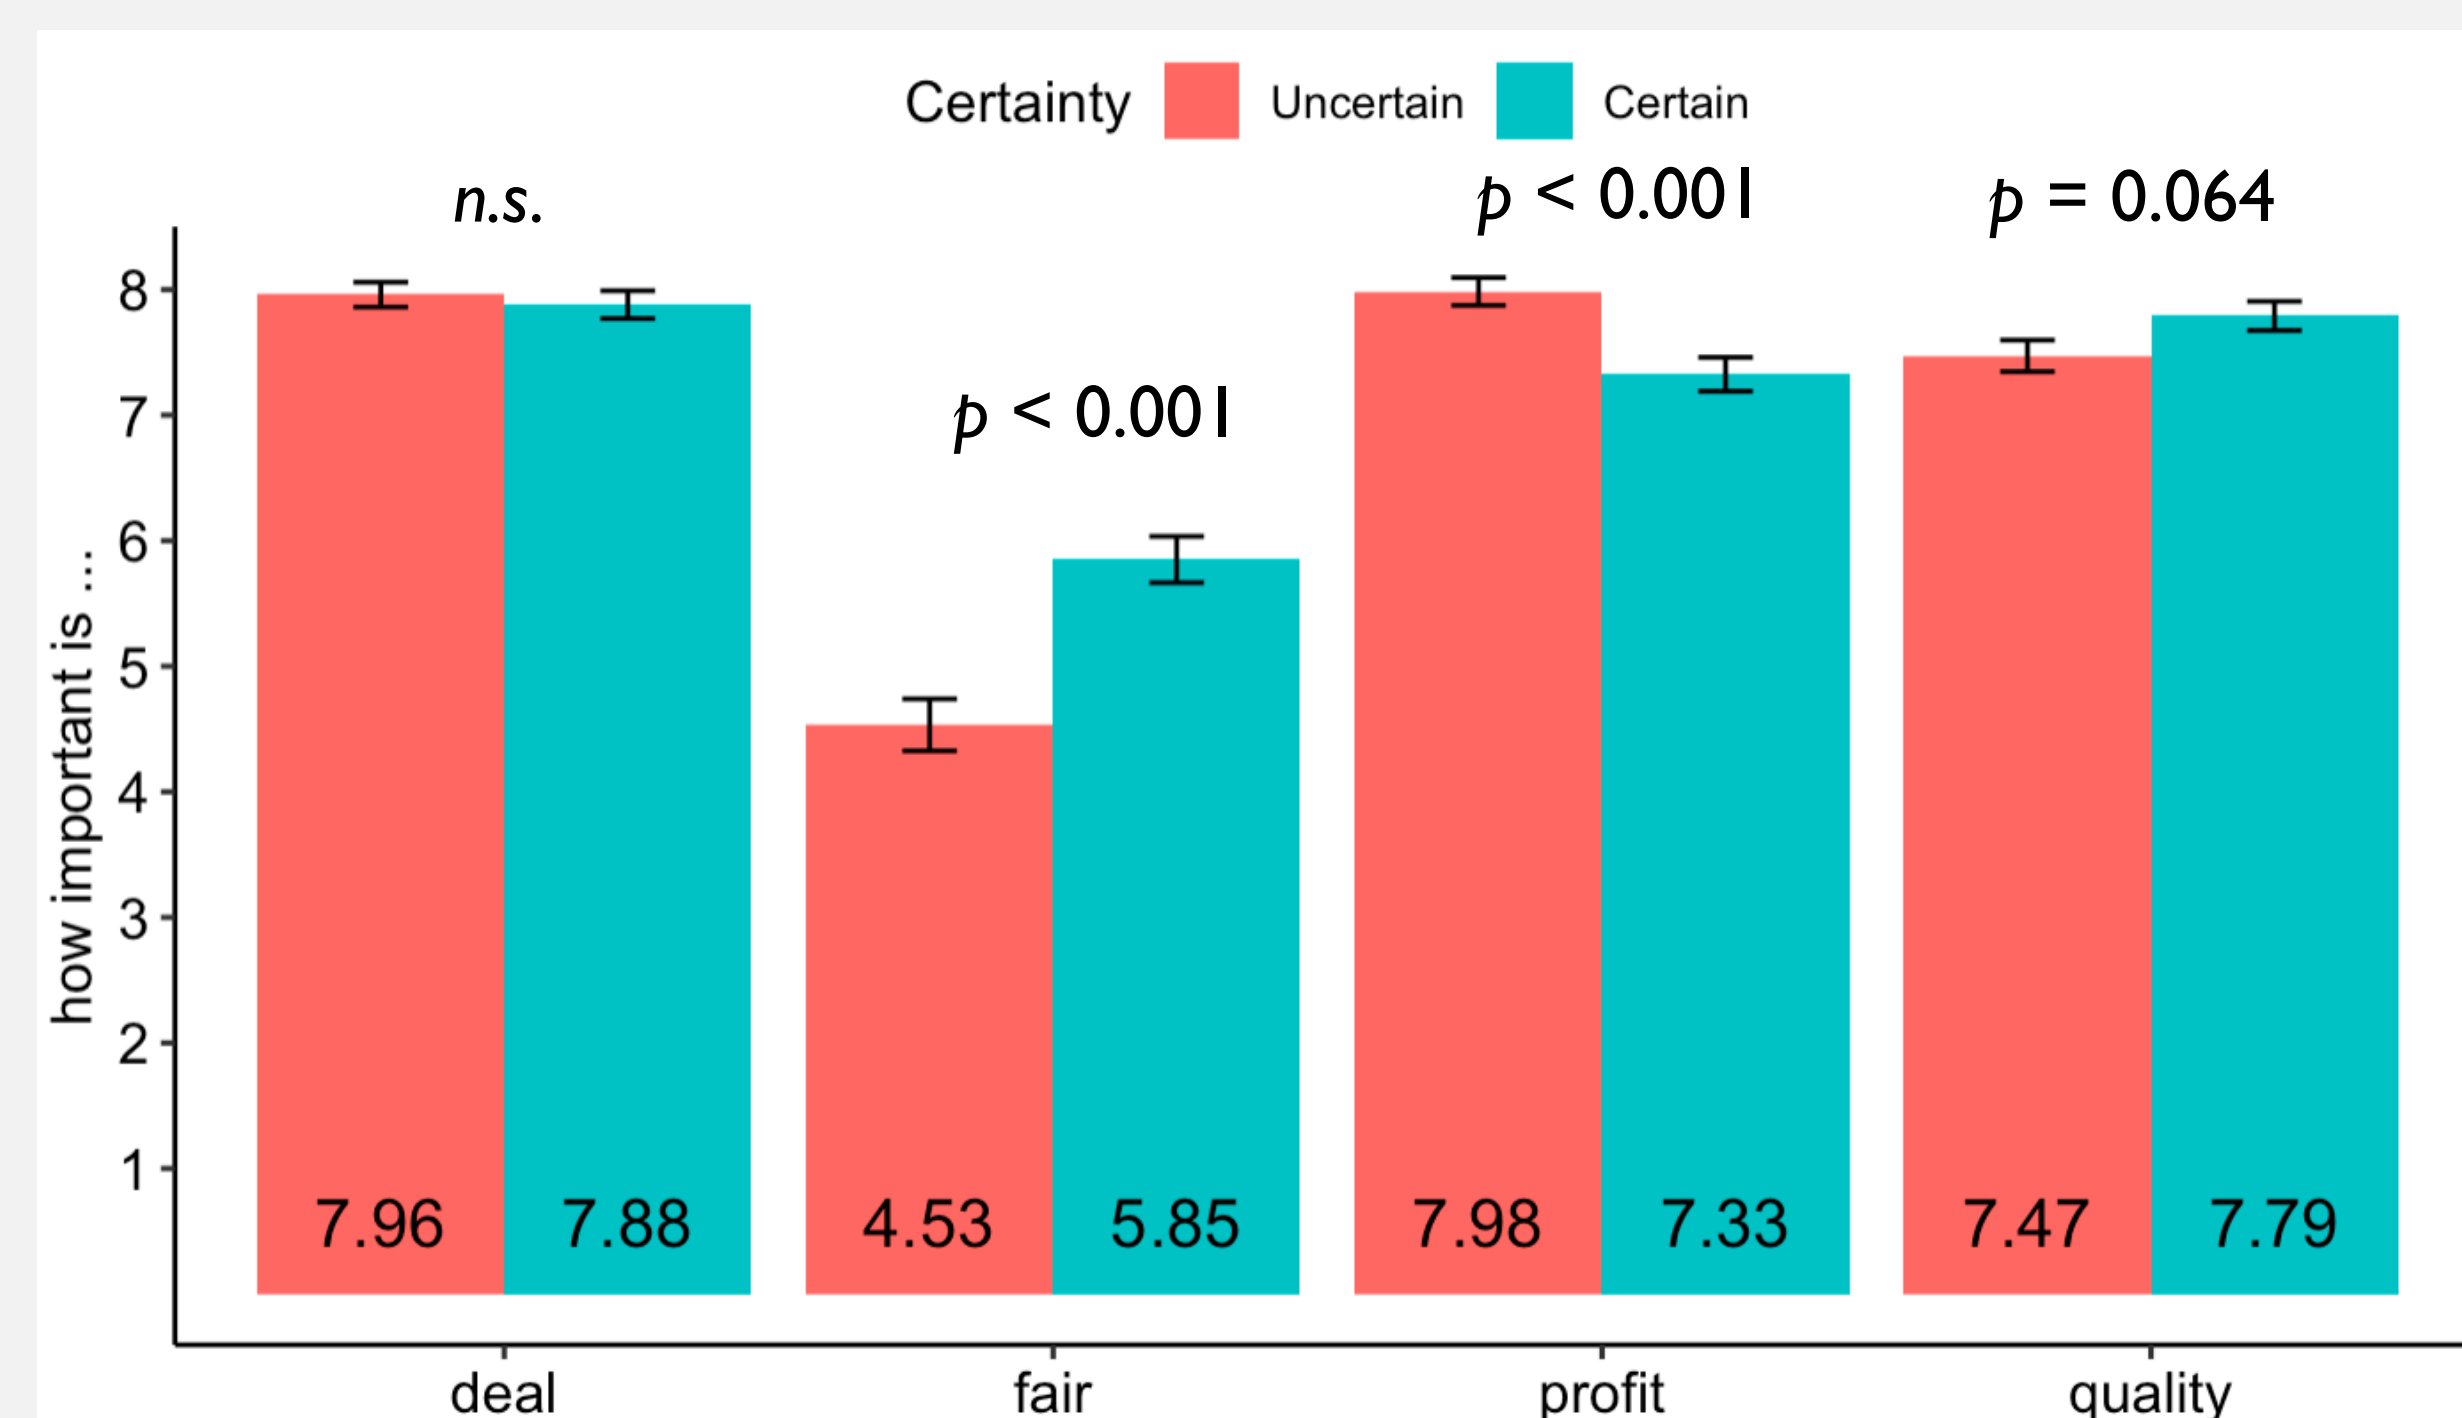 Certainty Uncertain Certain
n.s.
p < 0.001
p = 0.064
p < 0.001
how important is ...
8
7
6
5
4
3
2
1
7.96 7.88 4.53 5.85 7.98 7.33 7.47 7.79
deal fair profit quality